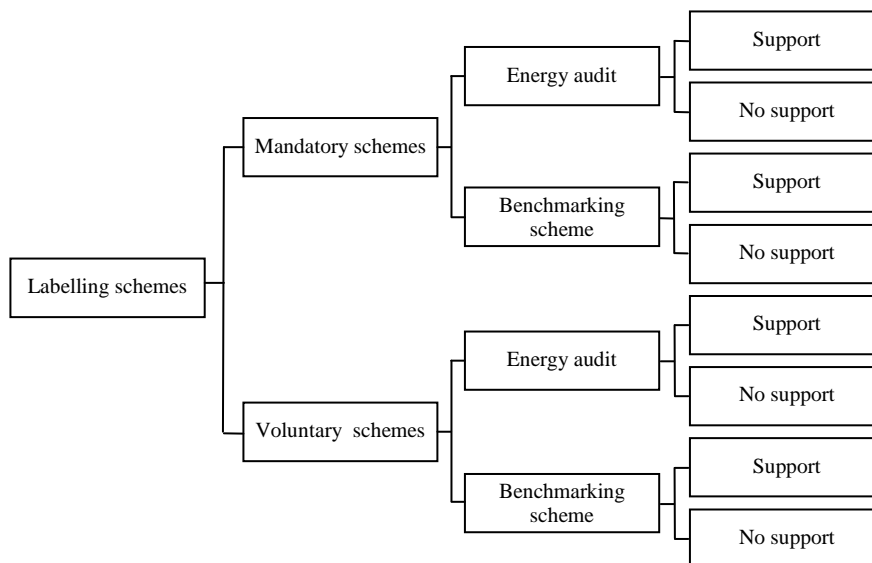 Support
Energy audit
No support
Mandatory schemes
Support
Benchmarking
scheme
No support
Labelling schemes
Support
Energy audit
No support
Voluntary schemes
Support
Benchmarking
scheme
No support